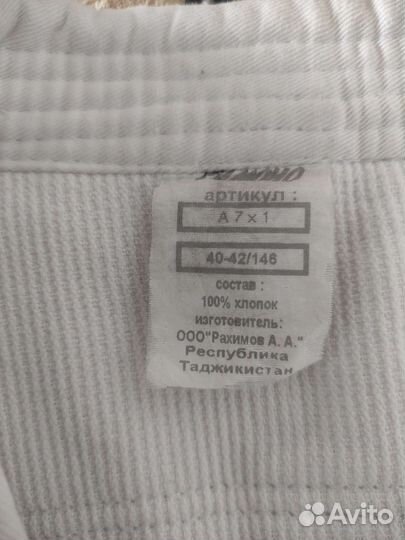 артикул :
А 7 х 1
40-42/146
состав :
100% хлопок
изготовитель:
ООО"Рахимов А. А."
Республика
Таджикистан
Avito